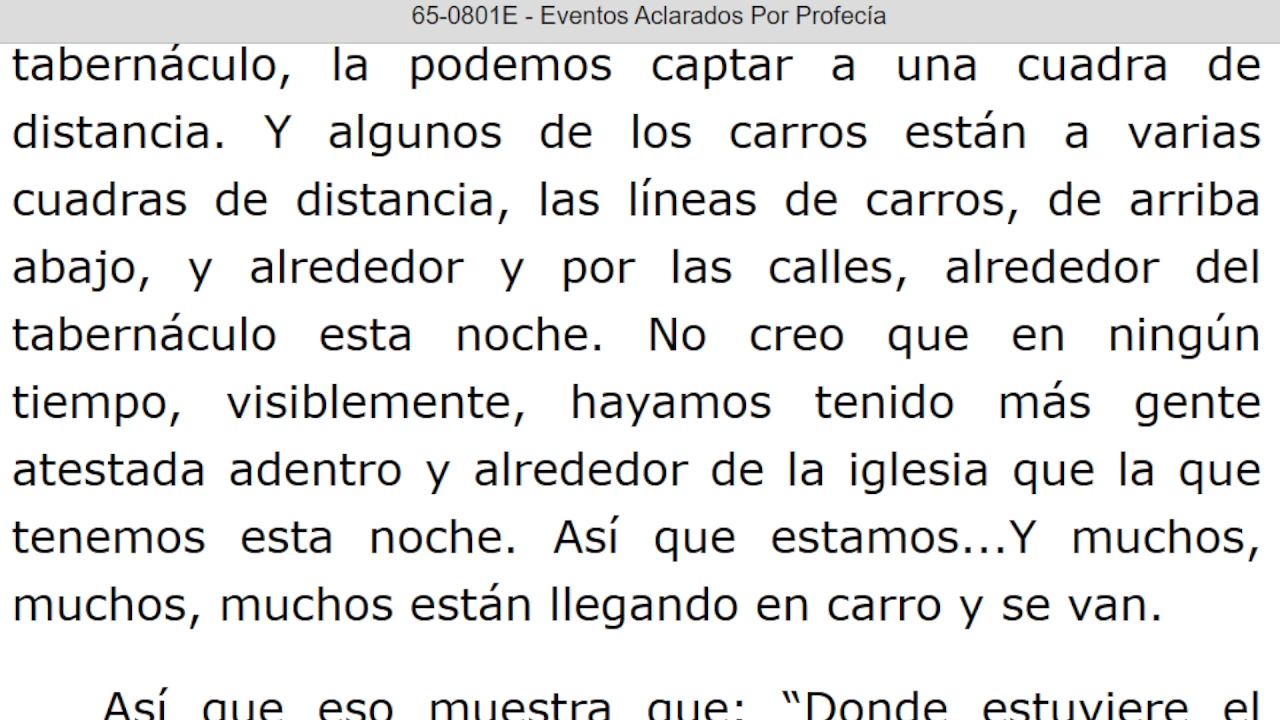 65-0801E - Eventos Aclarados Por Profecía
tabernáculo, la podemos captar a una cuadra de
distancia. Y algunos de los carros están a varias
cuadras de distancia, las líneas de carros, de arriba
abajo, y alrededor y por las calles, alrededor del
tabernáculo esta noche. No creo que en ningún
tiempo, visiblemente, hayamos tenido más gente
atestada adentro y alrededor de la iglesia que la que
tenemos esta noche. Así que estamos...Y muchos,
muchos, muchos están llegando en carro y se van.
Así que eso muestra que: “Donde estuviere el